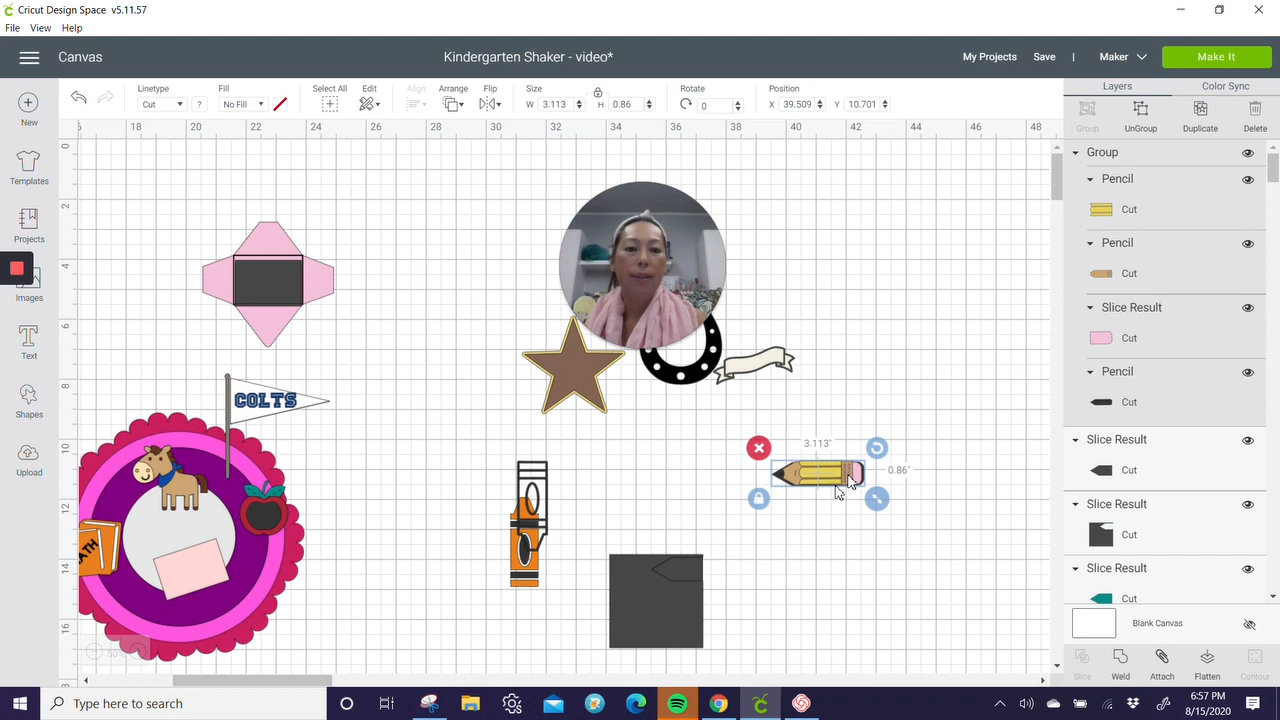 Cricut Design Space v5.11.57
File View Help
Canvas
Kindergarten Shaker - video*
My Projects Save | Maker Make It
Linetype Fill Select All Edit Align Arrange Flip Size Rotate Position
Cut ? No Fill W 3.113 H 0.86 0 X 39.509 Y 10.701
Layers Color Sync
Group UnGroup Duplicate Delete
18 20 22 24 26 28 30 32 34 36 38 40 42 44 46 48
0
2
4
6
8
10
12
14
16
New
Templates
Projects
Images
Text
Shapes
Upload
COLTS
MATH
3.113"
0.86"
50%
Group
Pencil
Cut
Pencil
Cut
Slice Result
Cut
Pencil
Cut
Slice Result
Cut
Slice Result
Cut
Slice Result
Cut
Blank Canvas
Slice Weld Attach Flatten Contour
Type here to search
6:57 PM
8/15/2020